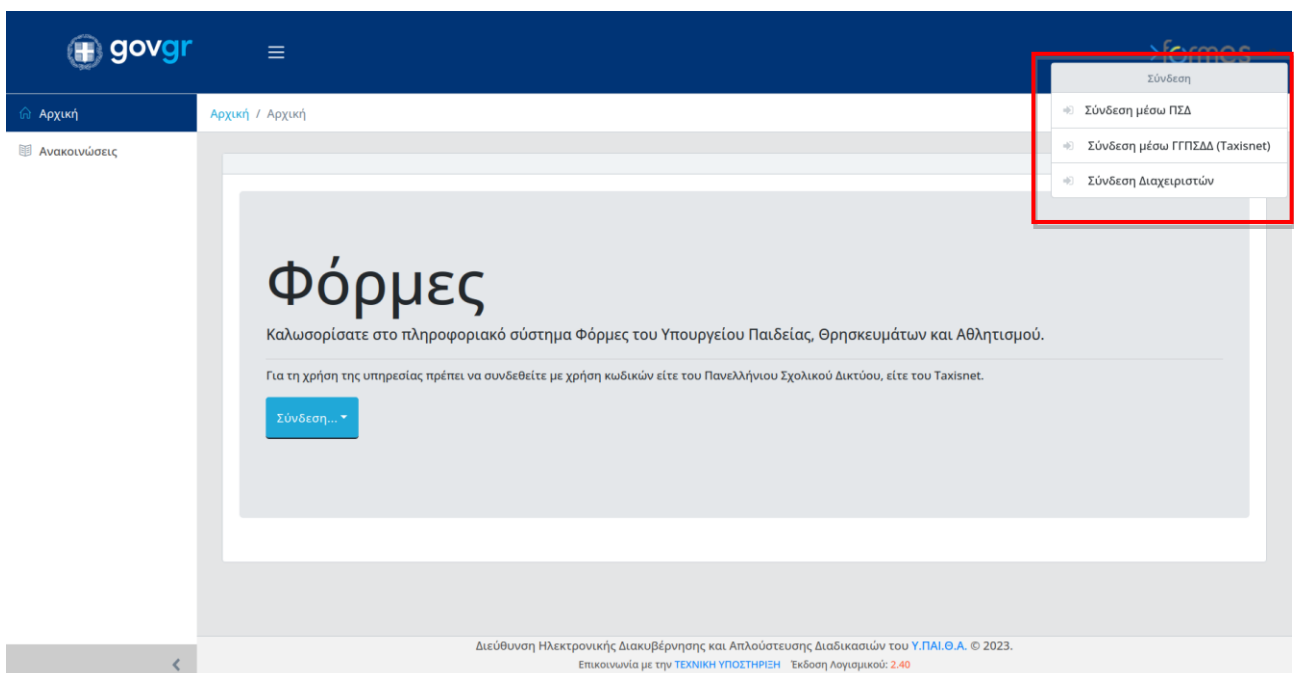 govgr
formes
Σύνδεση
Αρχική
Αρχική / Αρχική
Σύνδεση μέσω ΠΣΔ
Ανακοινώσεις
Σύνδεση μέσω ΓΓΠΣΔΔ (Taxisnet)
Σύνδεση Διαχειριστών
Φόρμες
Καλωσορίσατε στο πληροφοριακό σύστημα Φόρμες του Υπουργείου Παιδείας, Θρησκευμάτων και Αθλητισμού.
Για τη χρήση της υπηρεσίας πρέπει να συνδεθείτε με χρήση κωδικών είτε του Πανελλήνιου Σχολικού Δικτύου, είτε του Taxisnet.
Σύνδεση...
Διεύθυνση Ηλεκτρονικής Διακυβέρνησης και Απλούστευσης Διαδικασιών του Υ.ΠΑΙ.Θ.Α. © 2023.
Επικοινωνία με την ΤΕΧΝΙΚΗ ΥΠΟΣΤΗΡΙΞΗ Έκδοση Λογισμικού: 2.40